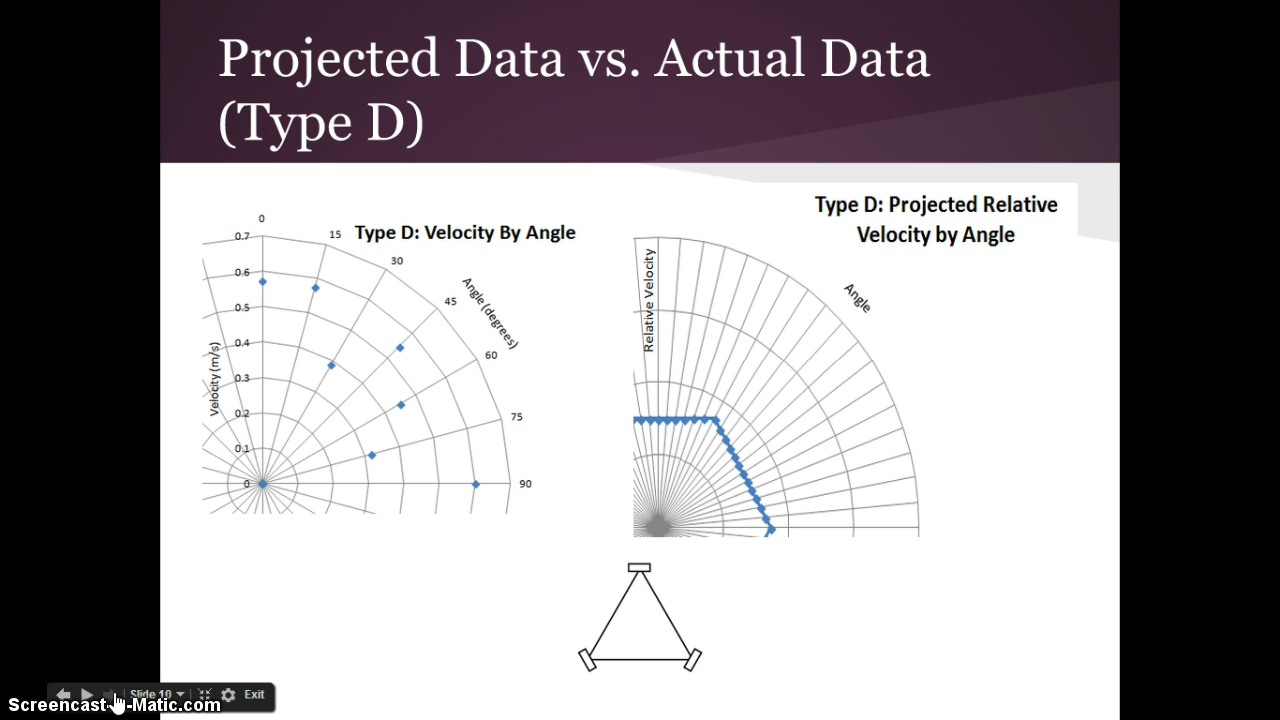 Projected Data vs. Actual Data
(Type D)
Type D: Velocity By Angle
0
15
30
45
60
75
90
Angle (degrees)
0.7
0.6
0.5
0.4
0.3
0.2
0.1
0
Velocity (m/s)
Type D: Projected Relative
Velocity by Angle
Relative Velocity
Angle
Slide 10
Exit
Screencast-O-Matic.com